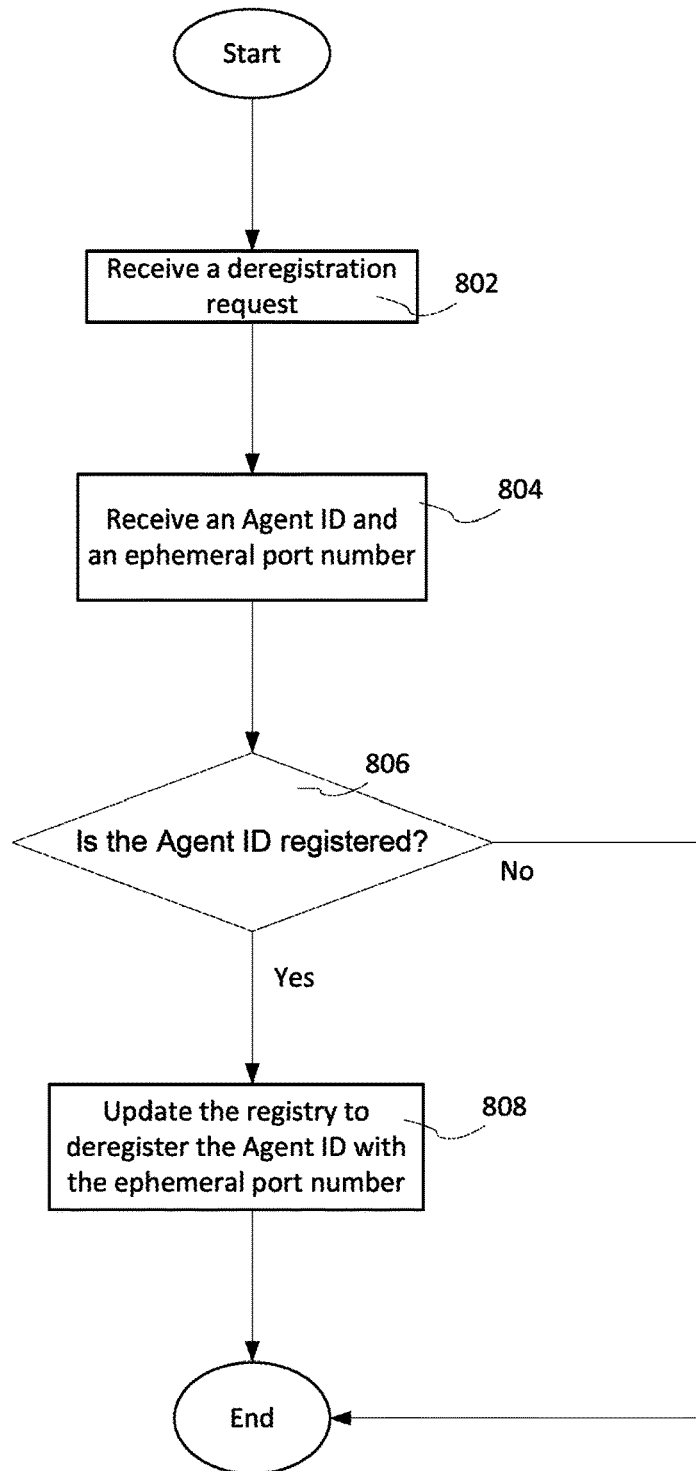 Start
Receive a deregistration
request
802
Receive an Agent ID and
an ephemeral port number
804
806
Is the Agent ID registered?
No
Yes
Update the registry to
deregister the Agent ID with
the ephemeral port number
808
End